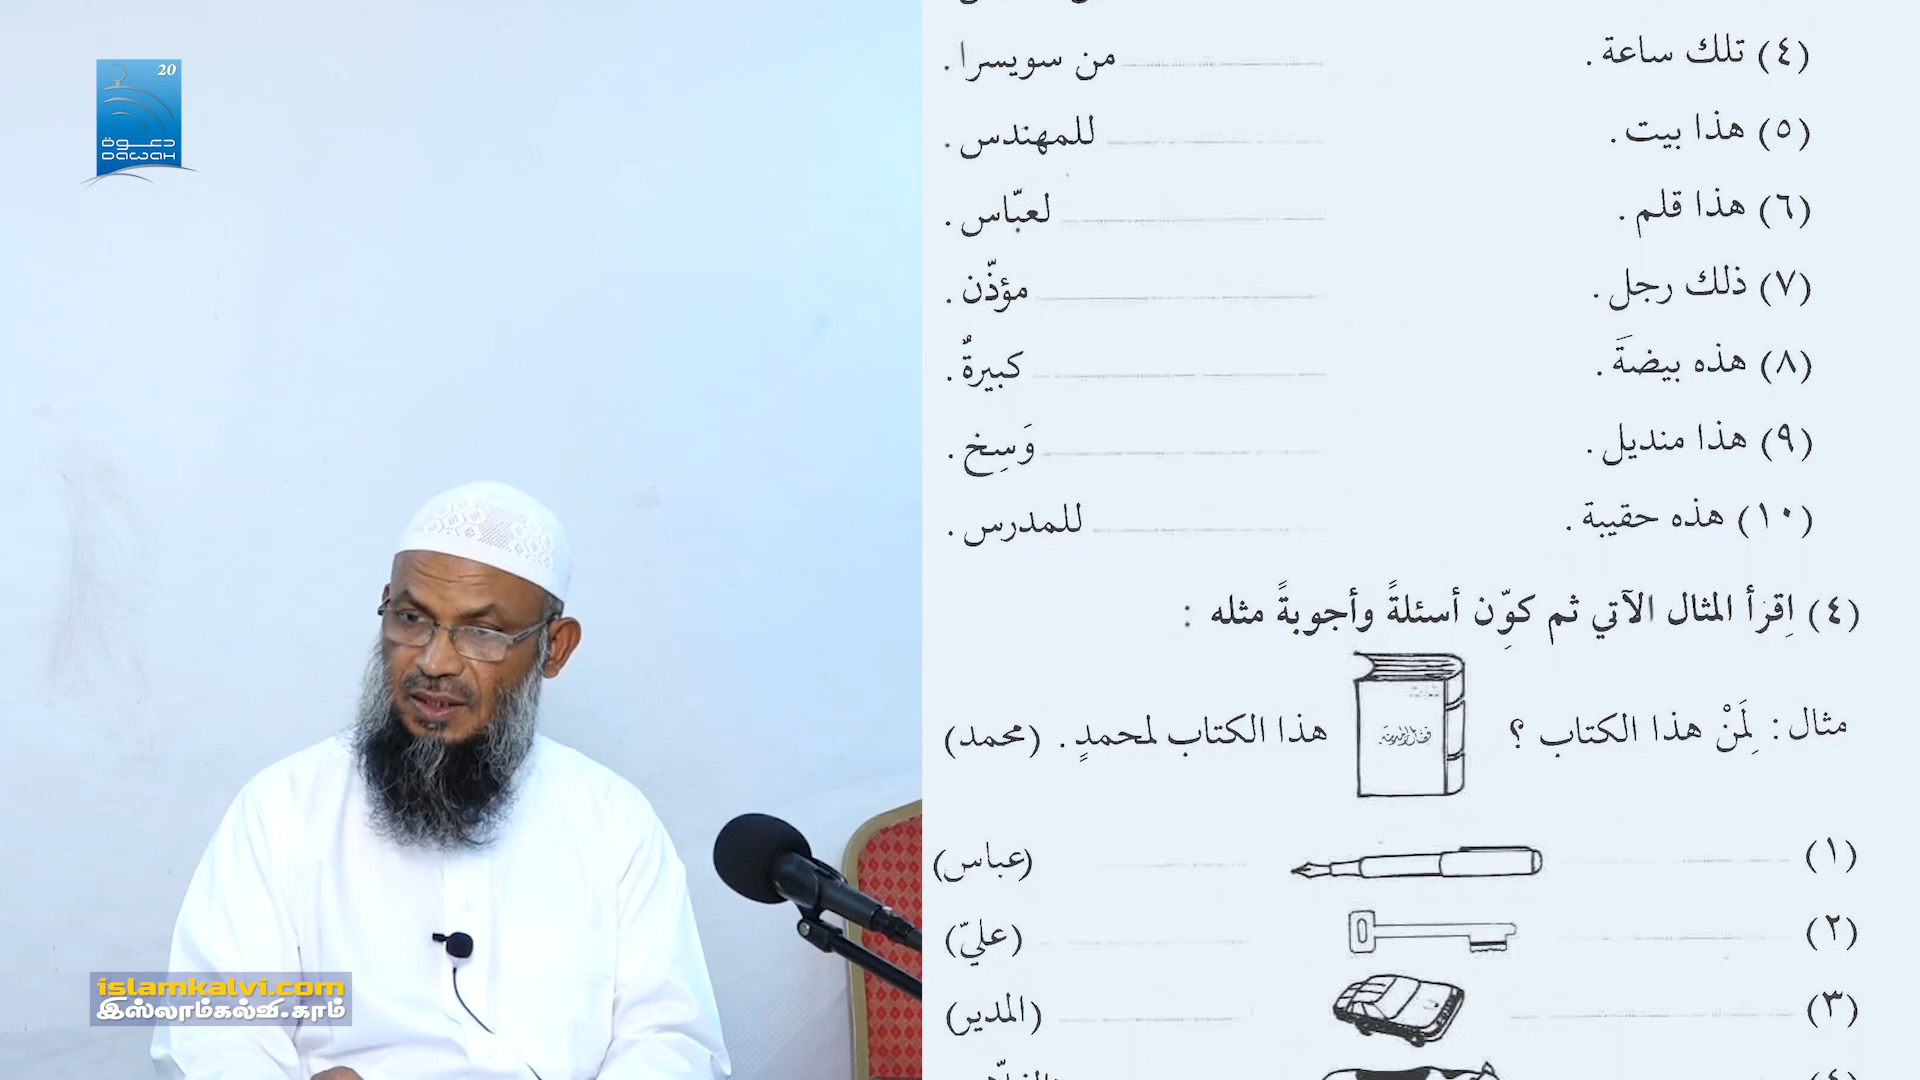 20
دعوة
DAWAH
(٤) تلك ساعة . من سويسرا .
(٥) هذا بيت . للمهندس .
(٦) هذا قلم . لعبّاس .
(٧) ذلك رجل . مؤذّن .
(٨) هذه بيضةَ . كبيرةٌ .
(٩) هذا منديل . وَسِخ .
(١٠) هذه حقيبة . للمدرس .
(٤) اِقرأ المثال الآتي ثم كوِّن أسئلةً وأجوبةً مثله :
مثال : لِمَنْ هذا الكتاب ؟ هذا الكتاب لمحمدٍ . (محمد)
(١) (عباس)
(٢) (عليّ)
(٣) (المدير)
islamkalvi.com
இஸ்லாம்கல்வி.காம்